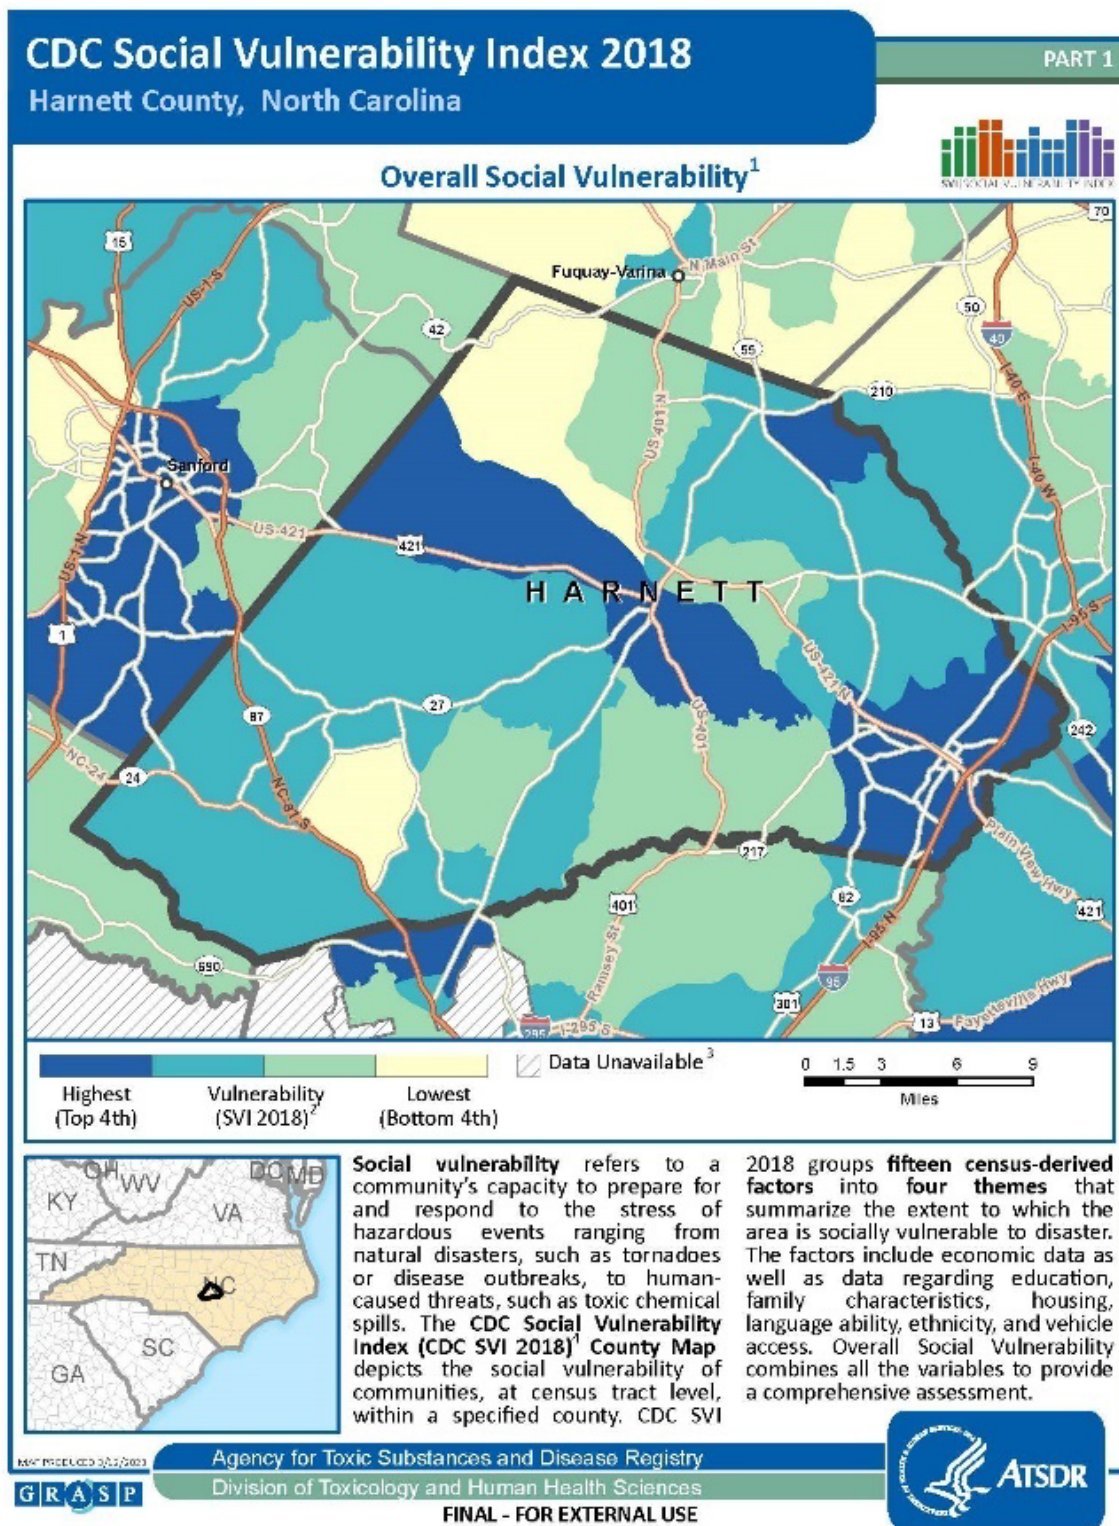 CDC Social Vulnerability Index 2018
PART 1
Harnett County, North Carolina
SVI|SOCIAL VULNERABILITY INDEX
Overall Social Vulnerability1
15
US-1-S
42
Fuquay-Varina
N Main St
70
50
40
55
210
I-40 E
US 401 N
I-40 W
Sanford
US-421
421
US-1-N
HARNETT
1
I-95 S
US-421-N
27
87
US-401
242
NC-24
24
NC-87-S
217
Plain View Hwy
82
401
421
Ramsey St
I-95 N
690
95
301
13
Fayetteville Hwy
295
I-295 S
Highest
(Top 4th)
Vulnerability
(SVI 2018)2
Lowest
(Bottom 4th)
Data Unavailable3
0 1.5 3 6 9
Miles
OH
WV
DC
MD
KY
VA
TN
NC
SC
GA
Social vulnerability refers to a
community's capacity to prepare for
and respond to the stress of
hazardous events ranging from
natural disasters, such as tornadoes
or disease outbreaks, to human-
caused threats, such as toxic chemical
spills. The CDC Social Vulnerability
Index (CDC SVI 2018)4 County Map
depicts the social vulnerability of
communities, at census tract level,
within a specified county. CDC SVI
2018 groups fifteen census-derived
factors into four themes that
summarize the extent to which the
area is socially vulnerable to disaster.
The factors include economic data as
well as data regarding education,
family characteristics, housing,
language ability, ethnicity, and vehicle
access. Overall Social Vulnerability
combines all the variables to provide
a comprehensive assessment.
MAP PRODUCED
GRASP
Agency for Toxic Substances and Disease Registry
Division of Toxicology and Human Health Sciences
FINAL - FOR EXTERNAL USE
ATSDR